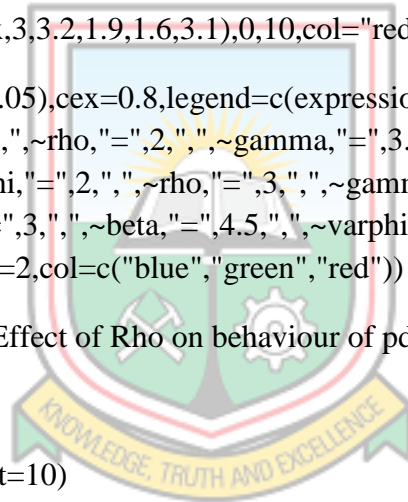 x,3,3.2,1.9,1.6,3.1),0,10,col="red
.05),cex=0.8,legend=c(expressio
,",~rho,"=",2,",",~gamma,"=",3.
hi,"=",2,",",~rho,"=",3,",",~gamm
=",3,",",~beta,"=",4.5,",",~varphi
=2,col=c("blue","green","red"))
Effect of Rho on behaviour of pd
t=10)
KNOWLEDGE, TRUTH AND EXCELLENCE